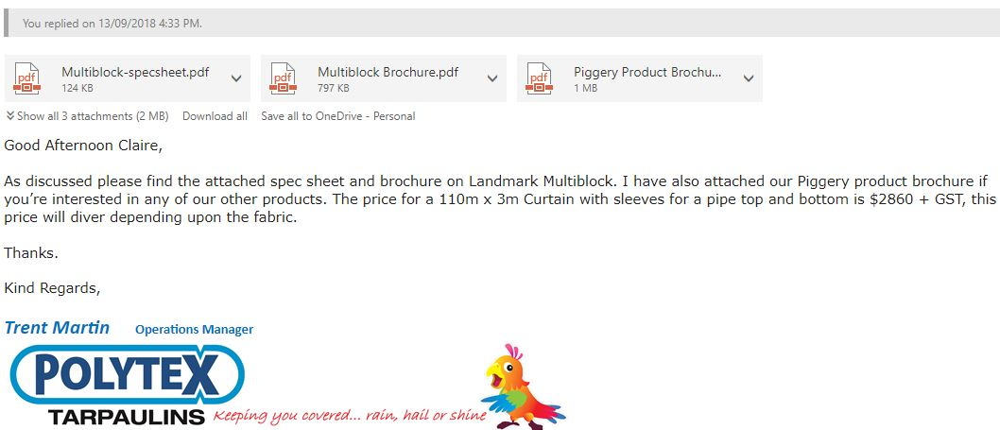 You replied on 13/09/2018 4:33 PM.
pdf Multiblock-specsheet.pdf
124 KB
pdf Multiblock Brochure.pdf
797 KB
pdf Piggery Product Brochu...
1 MB
Show all 3 attachments (2 MB) Download all Save all to OneDrive - Personal
Good Afternoon Claire,
As discussed please find the attached spec sheet and brochure on Landmark Multiblock. I have also attached our Piggery product brochure if
you’re interested in any of our other products. The price for a 110m x 3m Curtain with sleeves for a pipe top and bottom is $2860 + GST, this
price will diver depending upon the fabric.
Thanks.
Kind Regards,
Trent Martin Operations Manager
POLYTEX
TARPAULINS Keeping you covered... rain, hail or shine